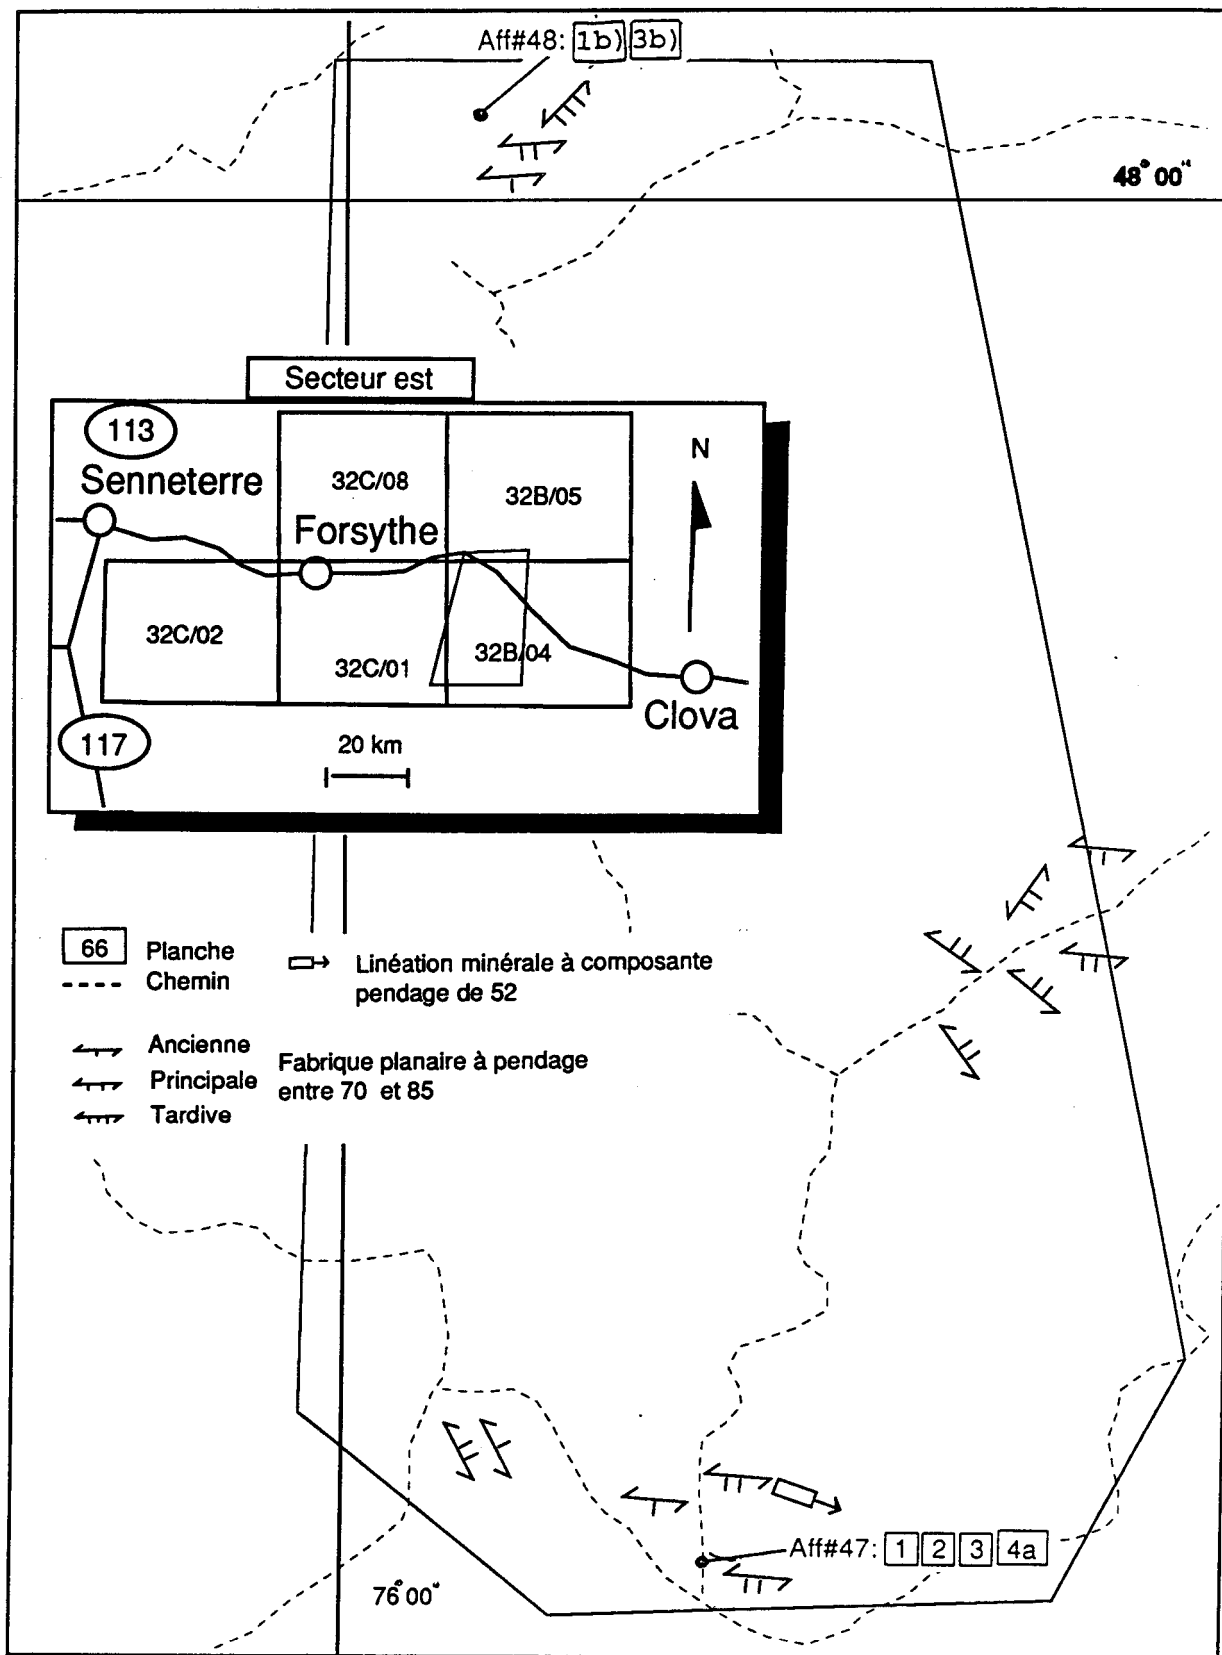 Aff#48: 1b) 3b)
48° 00"
Secteur est
113
Senneterre
32C/08
32B/05
N
Forsythe
32C/02
32C/01
32B/04
Clova
117
20 km
66 Planche
Chemin
Linéation minérale à composante
pendage de 52
Ancienne
Principale
Tardive
Fabrique planaire à pendage
entre 70 et 85
Aff#47: 1 2 3 4a
76°00"